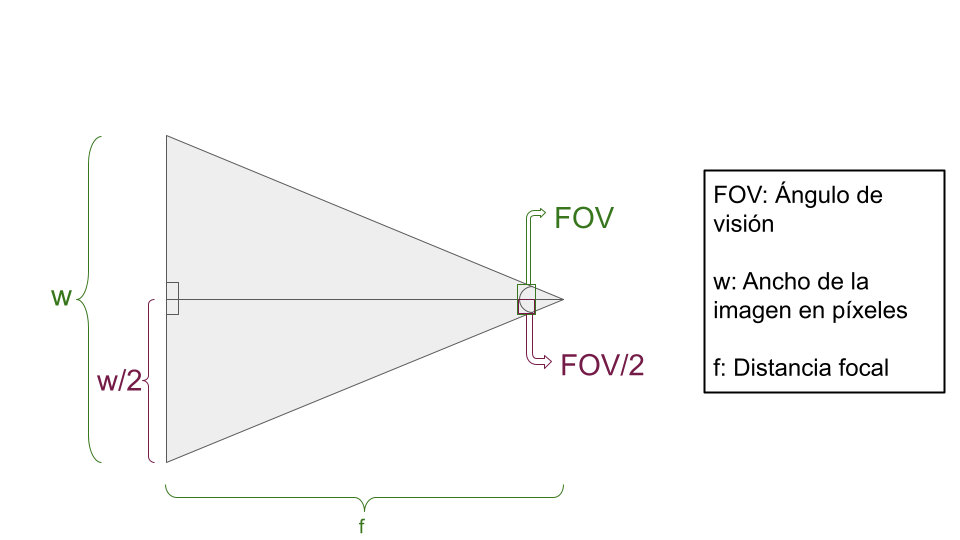 FOV
w
w/2
FOV/2
f
FOV: Ángulo de
visión
w: Ancho de la
imagen en píxeles
f: Distancia focal